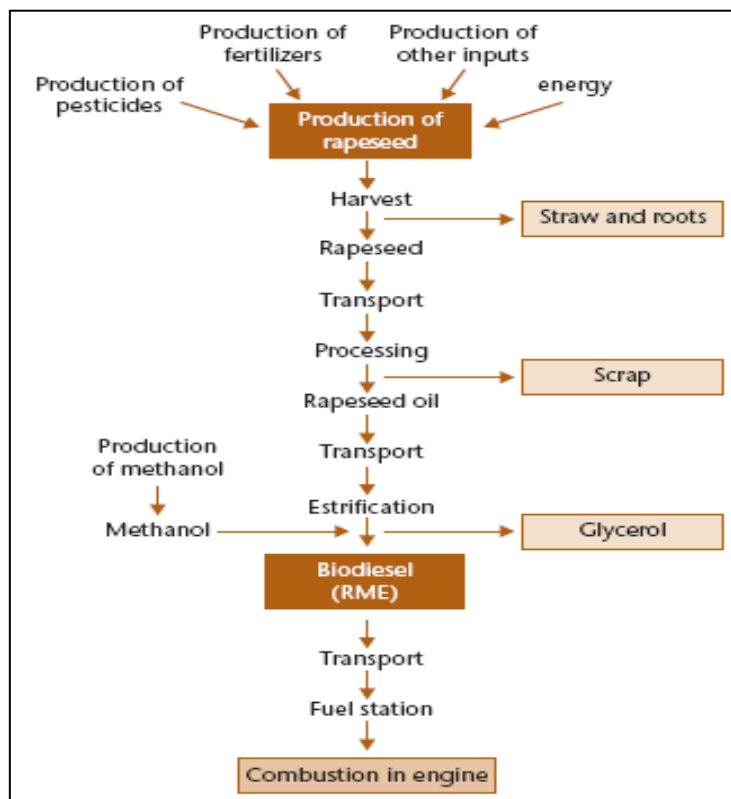 Production of
fertilizers
Production of
other inputs
Production of
pesticides
energy
Production of
rapeseed
Harvest
Straw and roots
Rapeseed
Transport
Processing
Scrap
Rapeseed oil
Production
of methanol
Transport
Estrification
Methanol
Glycerol
Biodiesel
(RME)
Transport
Fuel station
Combustion in engine